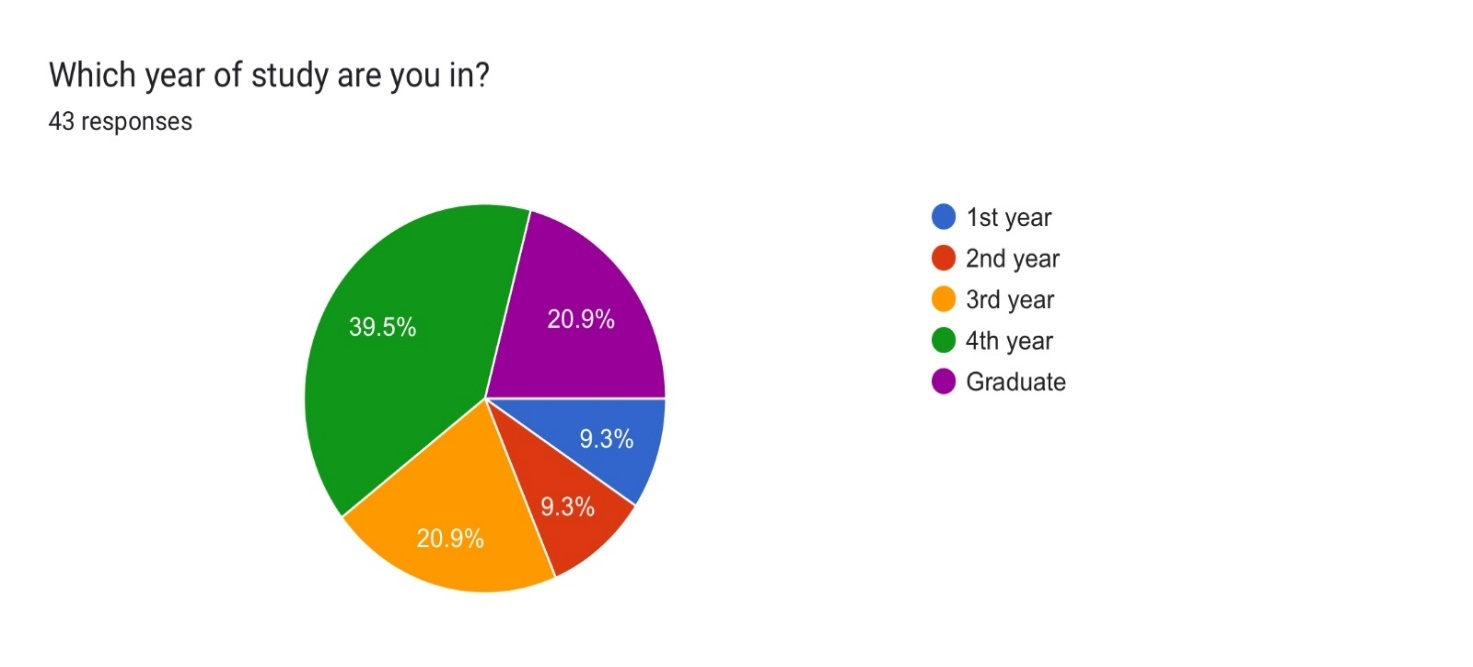 Which year of study are you in?
43 responses
39.5%
20.9%
9.3%
9.3%
20.9%
1st year
2nd year
3rd year
4th year
Graduate